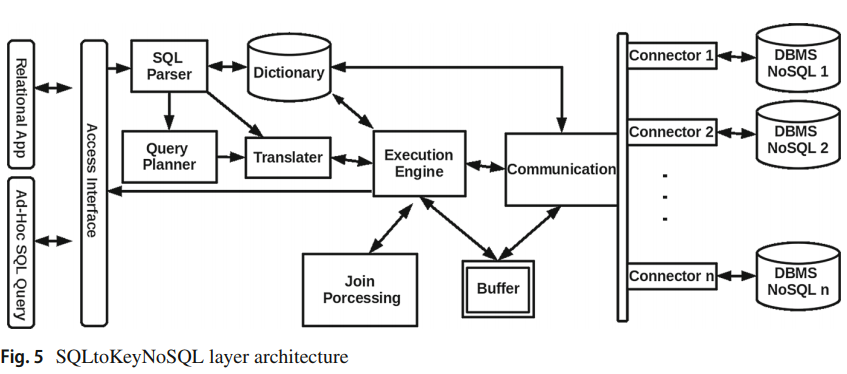 Relational App
Ad-Hoc SQL Query
Access Interface
SQL
Parser
Dictionary
Query
Planner
Translater
Execution
Engine
Communication
Join
Porcessing
Buffer
Connector 1
DBMS
NoSQL 1
Connector 2
DBMS
NoSQL 2
Connector n
DBMS
NoSQL n
Fig. 5 SQLtoKeyNoSQL layer architecture